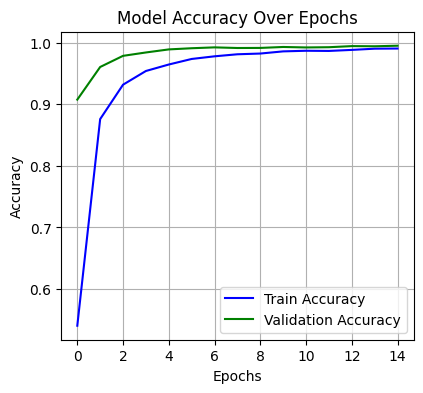 Model Accuracy Over Epochs
1.0
0.9
0.8
0.7
0.6
Accuracy
Train Accuracy
Validation Accuracy
0 2 4 6 8 10 12 14
Epochs